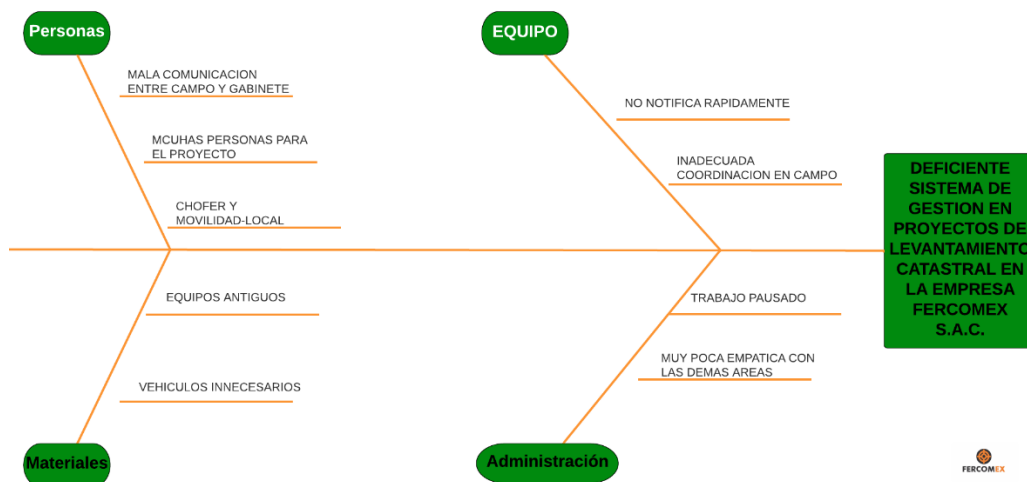 Personas
EQUIPO
MALA COMUNICACION
ENTRE CAMPO Y GABINETE
NO NOTIFICA RAPIDAMENTE
MCUHAS PERSONAS PARA
EL PROYECTO
INADECUADA
COORDINACION EN CAMPO
CHOFER Y
MOVILIDAD-LOCAL
DEFICIENTE
SISTEMA DE
GESTION EN
PROYECTOS DE
LEVANTAMIENTO
CATASTRAL EN
LA EMPRESA
FERCOMEX
S.A.C.
EQUIPOS ANTIGUOS
TRABAJO PAUSADO
MUY POCA EMPATICA CON
LAS DEMAS AREAS
VEHICULOS INNECESARIOS
Materiales
Administración
FERCOMEX